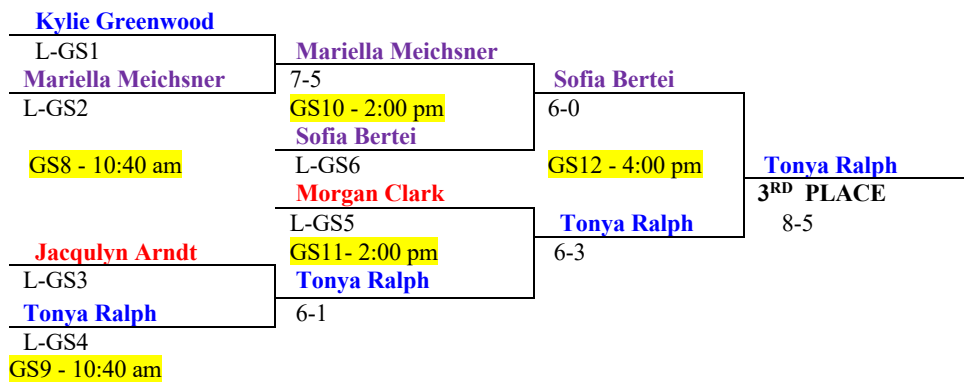 Kylie Greenwood
L-GS1
Mariella Meichsner
Mariella Meichsner
7-5
Sofia Bertei
L-GS2
GS10 - 2:00 pm
6-0
Sofia Bertei
GS8 - 10:40 am
L-GS6
GS12 - 4:00 pm
Tonya Ralph
Morgan Clark
3RD PLACE
L-GS5
Tonya Ralph
8-5
Jacqulyn Arndt
GS11- 2:00 pm
6-3
L-GS3
Tonya Ralph
Tonya Ralph
6-1
L-GS4
GS9 - 10:40 am